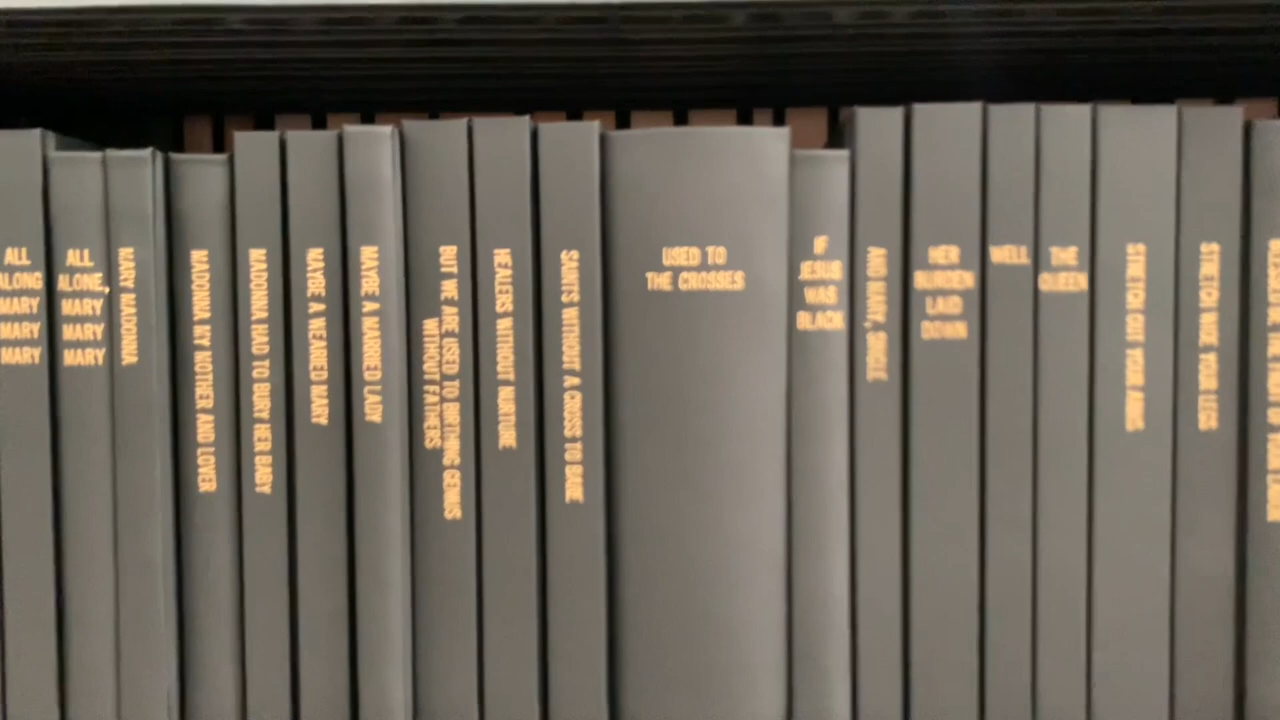 ALL
ALONG
MARY
MARY
MARY
ALL
ALONE,
MARY
MARY
MARY
MARY MADONNA
MADONNA MY MOTHER AND LOVER
MADONNA HAD TO BURY HER BABY
MAYBE A WEARIED MARY
MAYBE A MARRIED LADY
BUT WE ARE USED TO BIRTHING GENIUS
WITHOUT FATHERS
HEALERS WITHOUT NURTURE
SAINTS WITHOUT A CROSS TO BARE
USED TO
THE CROSSES
IF
JESUS
WAS
BLACK
AND MARY, SINGLE
HER
BURDEN
LAID
DOWN
WELL
THE
QUEEN
STRETCH OUT YOUR ARMS
STRETCH WIDE YOUR LEGS